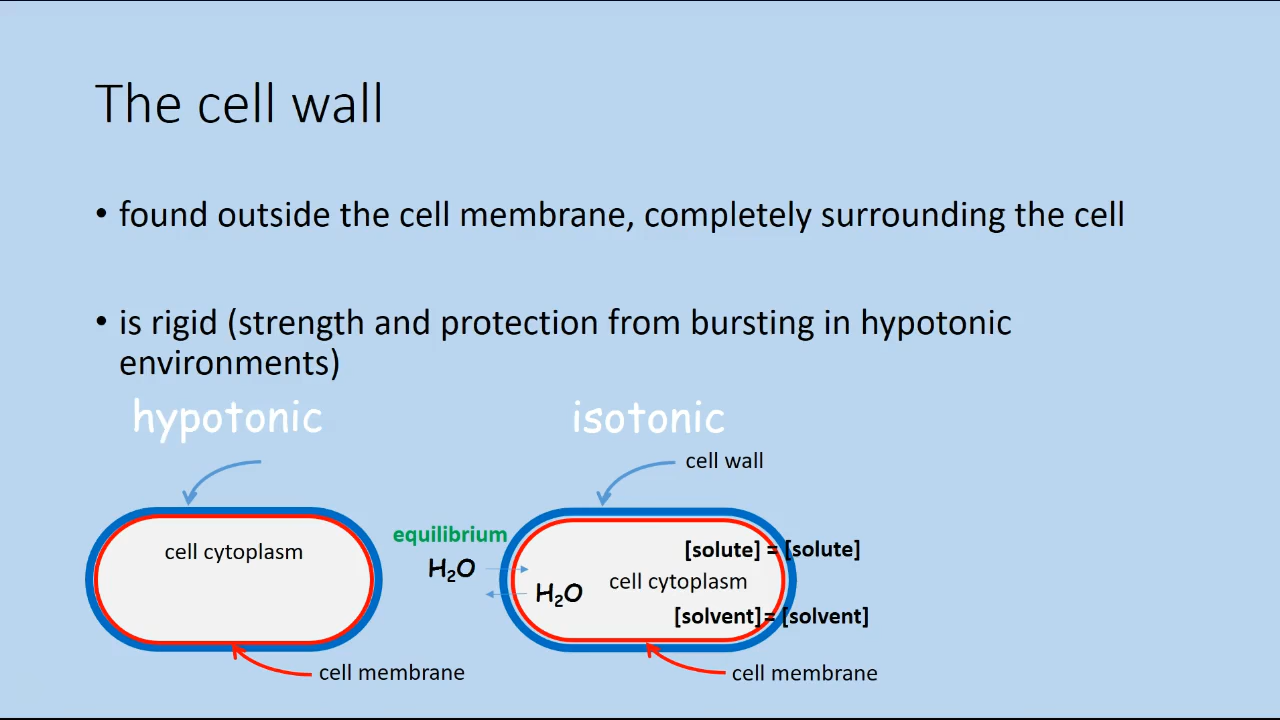 The cell wall
• found outside the cell membrane, completely surrounding the cell
• is rigid (strength and protection from bursting in hypotonic
environments)
hypotonic
cell cytoplasm
cell membrane
isotonic
cell wall
equilibrium
H₂O
H₂O
[solute] = [solute]
cell cytoplasm
[solvent]= [solvent]
cell membrane